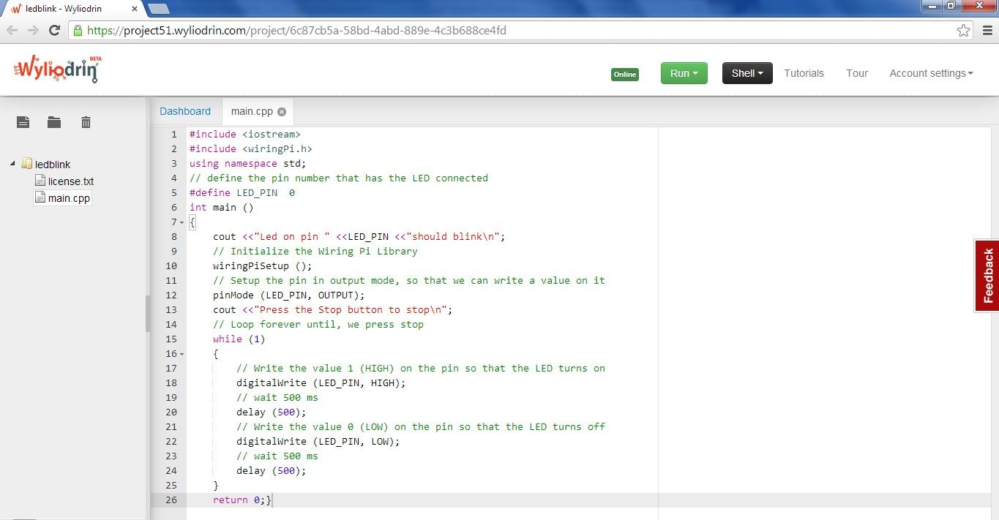 ledblink - Wyliodrin
https://project51.wyliodrin.com/project/6c87cb5a-58bd-4abd-889e-4c3b688ce4fd
Wyliodrin BETA
Online
Run
Shell
Tutorials
Tour
Account settings
Dashboard
main.cpp
ledblink
license.txt
main.cpp
1 #include <iostream>
2 #include <wiringPi.h>
3 using namespace std;
4 // define the pin number that has the LED connected
5 #define LED_PIN  0
6 int main ()
7 {
8     cout <<"Led on pin " <<LED_PIN <<"should blink\n";
9     // Initialize the Wiring Pi Library
10     wiringPiSetup ();
11     // Setup the pin in output mode, so that we can write a value on it
12     pinMode (LED_PIN, OUTPUT);
13     cout <<"Press the Stop button to stop\n";
14     // Loop forever until, we press stop
15     while (1)
16     {
17         // Write the value 1 (HIGH) on the pin so that the LED turns on
18         digitalWrite (LED_PIN, HIGH);
19         // wait 500 ms
20         delay (500);
21         // Write the value 0 (LOW) on the pin so that the LED turns off
22         digitalWrite (LED_PIN, LOW);
23         // wait 500 ms
24         delay (500);
25     }
26     return 0;}
Feedback